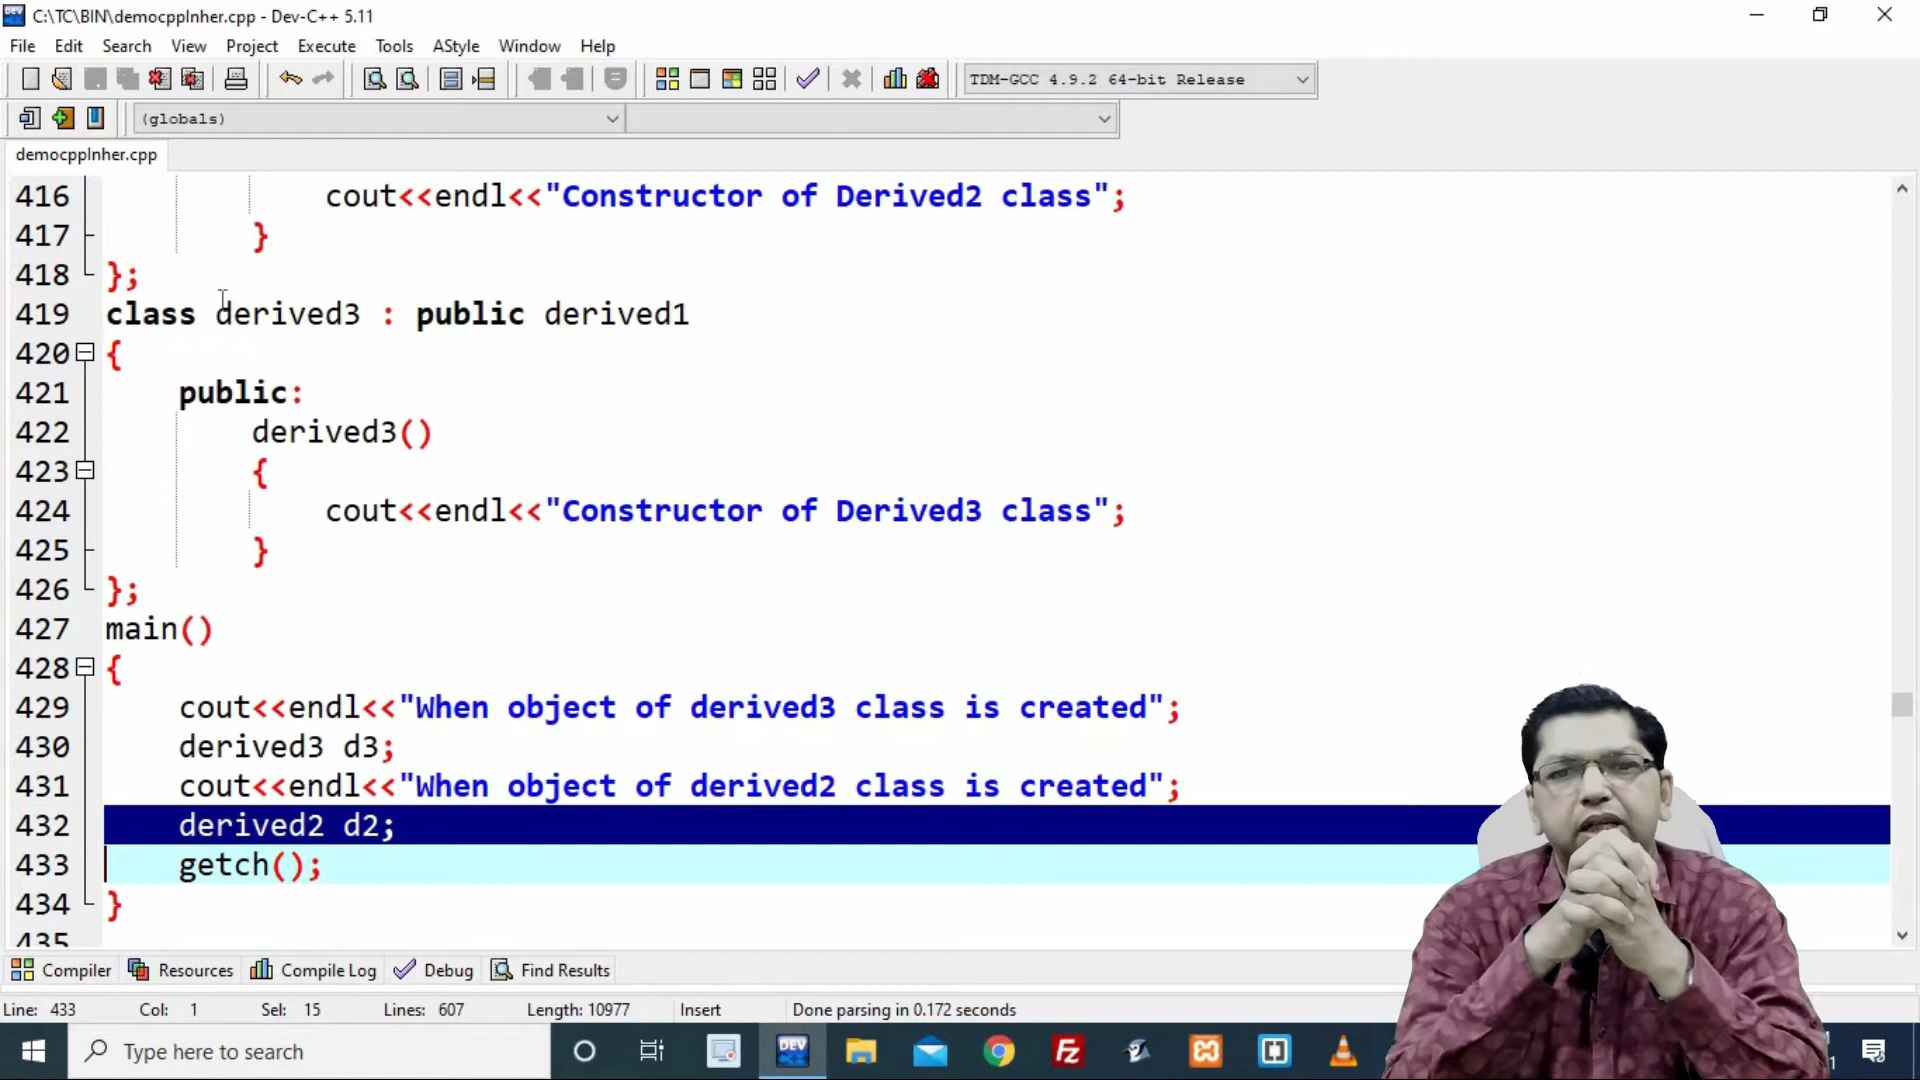 C:\TC\BIN\democppInher.cpp - Dev-C++ 5.11
File Edit Search View Project Execute Tools AStyle Window Help
TDM-GCC 4.9.2 64-bit Release
(globals)
democppInher.cpp
416 cout<<endl<<"Constructor of Derived2 class";
417 }
418 };
419 class derived3 : public derived1
420 {
421 public:
422 derived3()
423 {
424 cout<<endl<<"Constructor of Derived3 class";
425 }
426 };
427 main()
428 {
429 cout<<endl<<"When object of derived3 class is created";
430 derived3 d3;
431 cout<<endl<<"When object of derived2 class is created";
432 derived2 d2;
433 getch();
434 }
435
Compiler Resources Compile Log Debug Find Results
Line: 433 Col: 1 Sel: 15 Lines: 607 Length: 10977 Insert Done parsing in 0.172 seconds
Type here to search
DEV
Fz